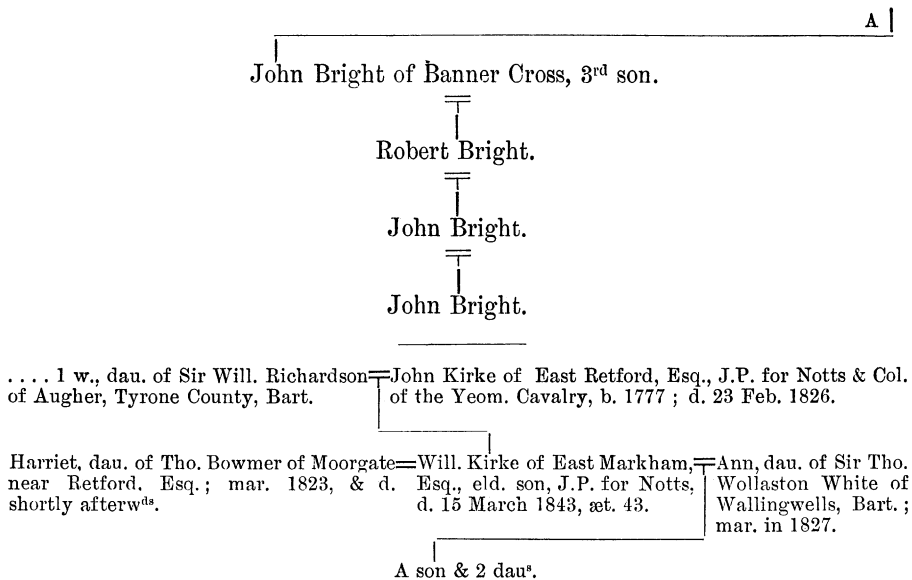 A
John Bright of Banner Cross, 3rd son.
Robert Bright.
John Bright.
John Bright.
. . . . 1 w., dau. of Sir Will. Richardson
of Augher, Tyrone County, Bart.
John Kirke of East Retford, Esq., J.P. for Notts & Col.
of the Yeom. Cavalry, b. 1777 ; d. 23 Feb. 1826.
Harriet, dau. of Tho. Bowmer of Moorgate
near Retford, Esq. ; mar. 1823, & d.
shortly afterwds.
Will. Kirke of East Markham,
Esq., eld. son, J.P. for Notts,
d. 15 March 1843, æt. 43.
Ann, dau. of Sir Tho.
Wollaston White of
Wallingwells, Bart. ;
mar. in 1827.
A son & 2 daus.